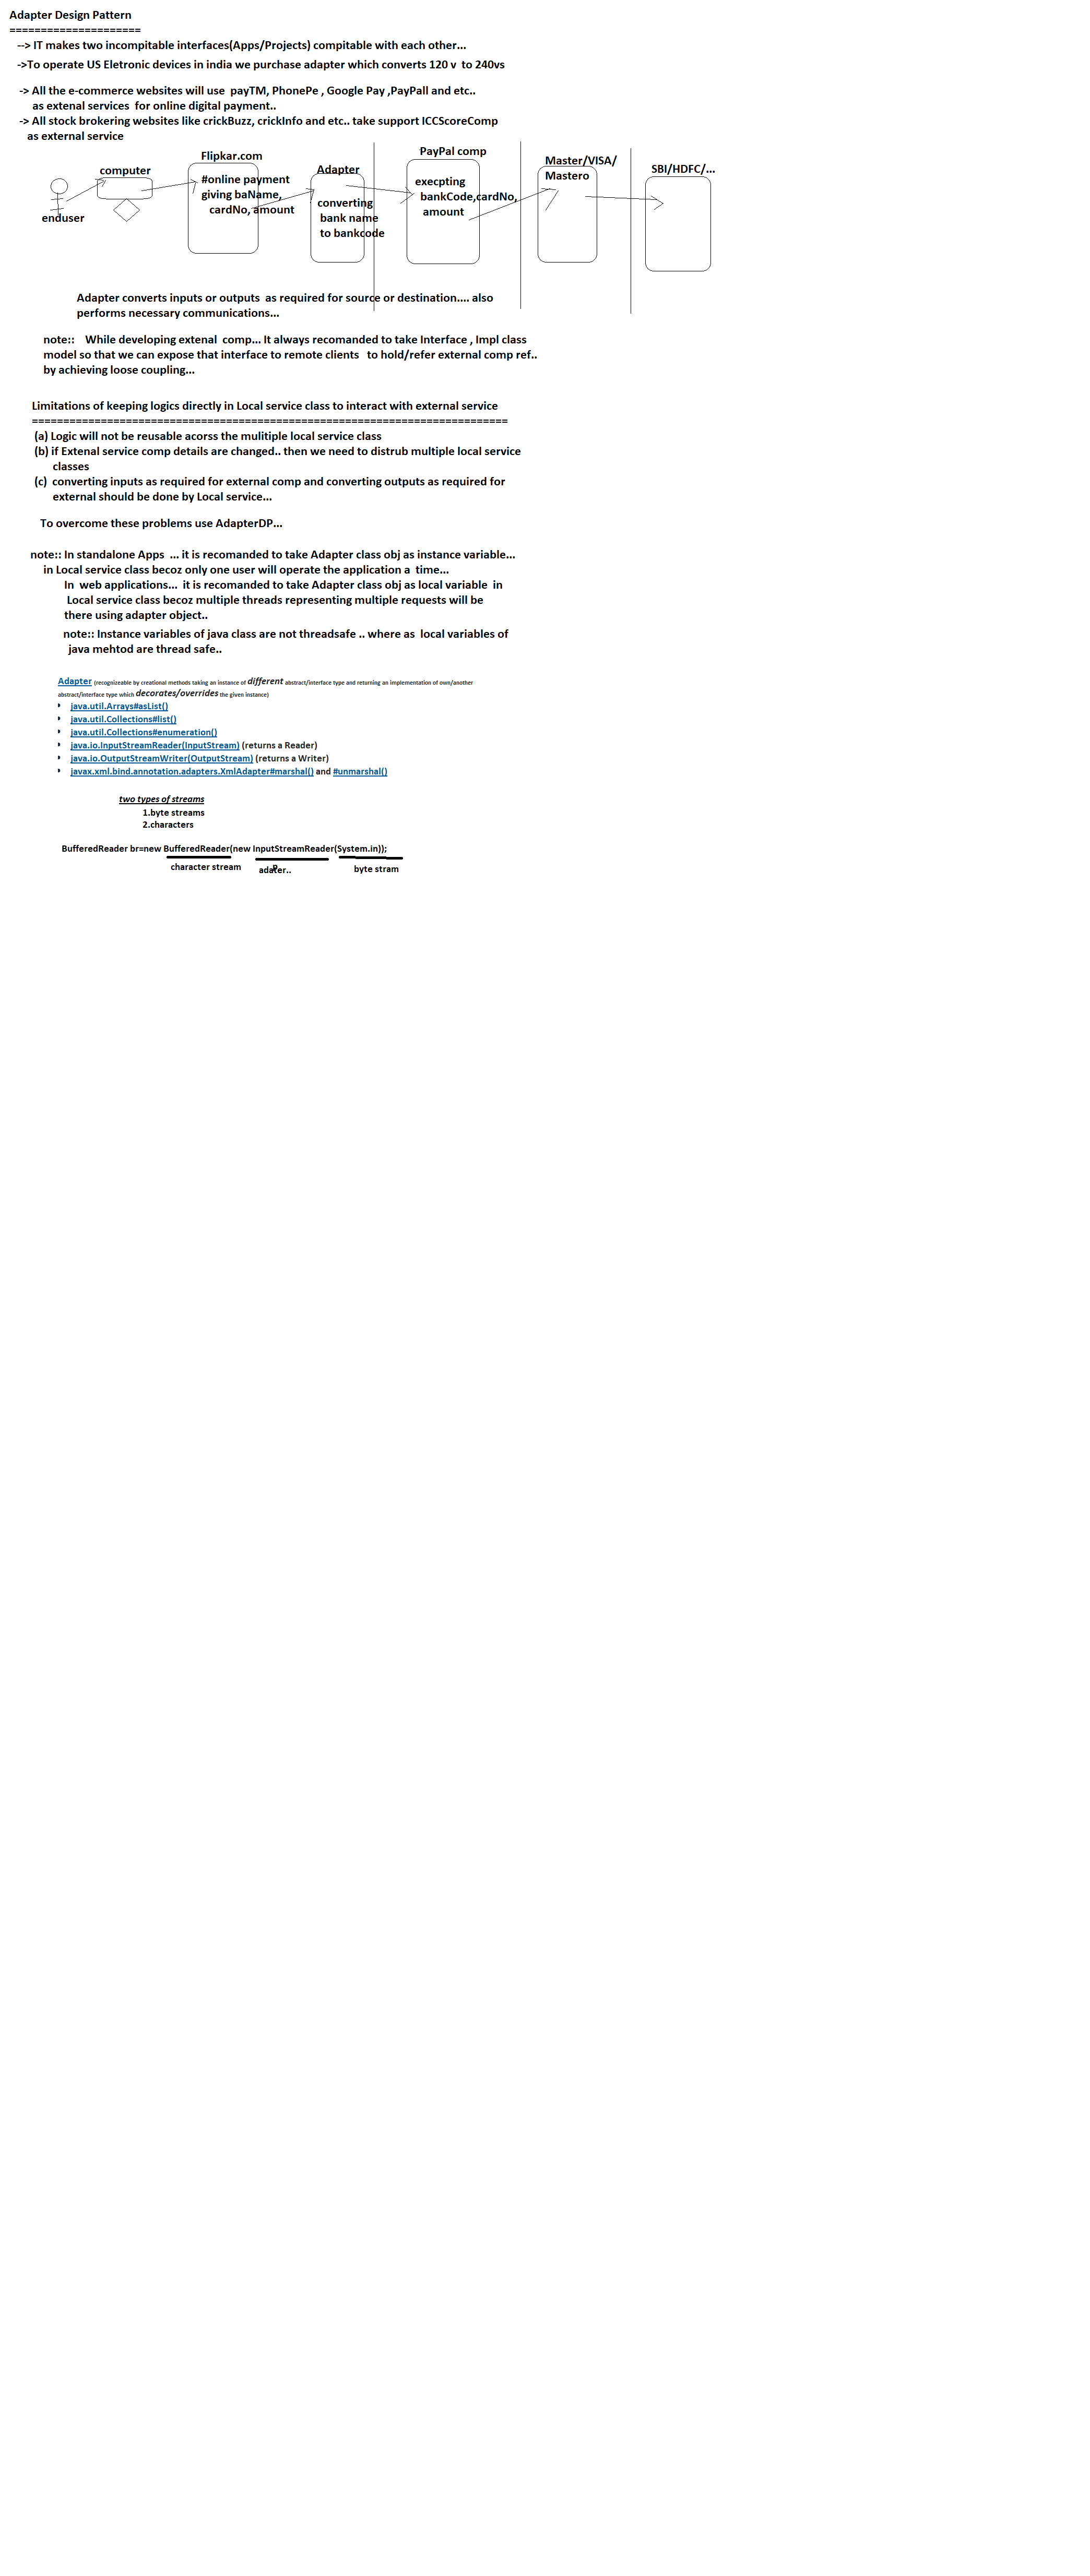 Adapter Design Pattern
=====================
--> IT makes two incompitable interfaces(Apps/Projects) compitable with each other...
->To operate US Eletronic devices in india we purchase adapter which converts 120 v to 240vs
-> All the e-commerce websites will use payTM, PhonePe , Google Pay ,PayPall and etc..
as extenal services for online digital payment..
-> All stock brokering websites like crickBuzz, crickInfo and etc.. take support ICCScoreComp
as external service
enduser
computer
Flipkar.com
#online payment
giving baName,
cardNo, amount
Adapter
converting
bank name
to bankcode
PayPal comp
execpting
bankCode,cardNo,
amount
Master/VISA/
Mastero
SBI/HDFC/...
Adapter converts inputs or outputs as required for source or destination.... also
performs necessary communications...
note:: While developing extenal comp... It always recomanded to take Interface , Impl class
model so that we can expose that interface to remote clients to hold/refer external comp ref..
by achieving loose coupling...
Limitations of keeping logics directly in Local service class to interact with external service
============================================================================
(a) Logic will not be reusable acorss the mulitiple local service class
(b) if Extenal service comp details are changed.. then we need to distrub multiple local service
classes
(c) converting inputs as required for external comp and converting outputs as required for
external should be done by Local service...
To overcome these problems use AdapterDP...
note:: In standalone Apps ... it is recomanded to take Adapter class obj as instance variable...
in Local service class becoz only one user will operate the application a time...
In web applications... it is recomanded to take Adapter class obj as local variable in
Local service class becoz multiple threads representing multiple requests will be
there using adapter object..
note:: Instance variables of java class are not threadsafe .. where as local variables of
java mehtod are thread safe..
Adapter (recognizeable by creational methods taking an instance of different abstract/interface type and returning an implementation of own/another
abstract/interface type which decorates/overrides the given instance)
java.util.Arrays#asList()
java.util.Collections#list()
java.util.Collections#enumeration()
java.io.InputStreamReader(InputStream) (returns a Reader)
java.io.OutputStreamWriter(OutputStream) (returns a Writer)
javax.xml.bind.annotation.adapters.XmlAdapter#marshal() and #unmarshal()
two types of streams
1.byte streams
2.characters
BufferedReader br=new BufferedReader(new InputStreamReader(System.in));
character stream
p
adater..
byte stram